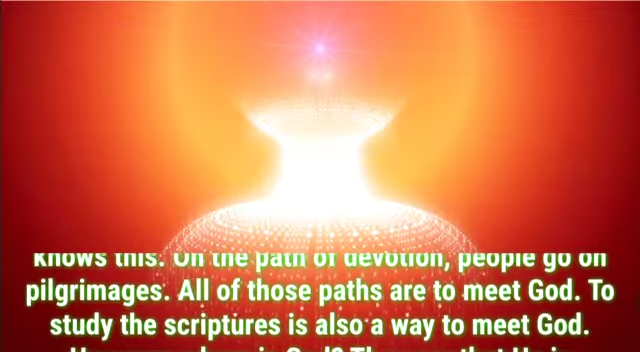 knows this. On the path of devotion, people go on
pilgrimages. All of those paths are to meet God. To
study the scriptures is also a way to meet God.